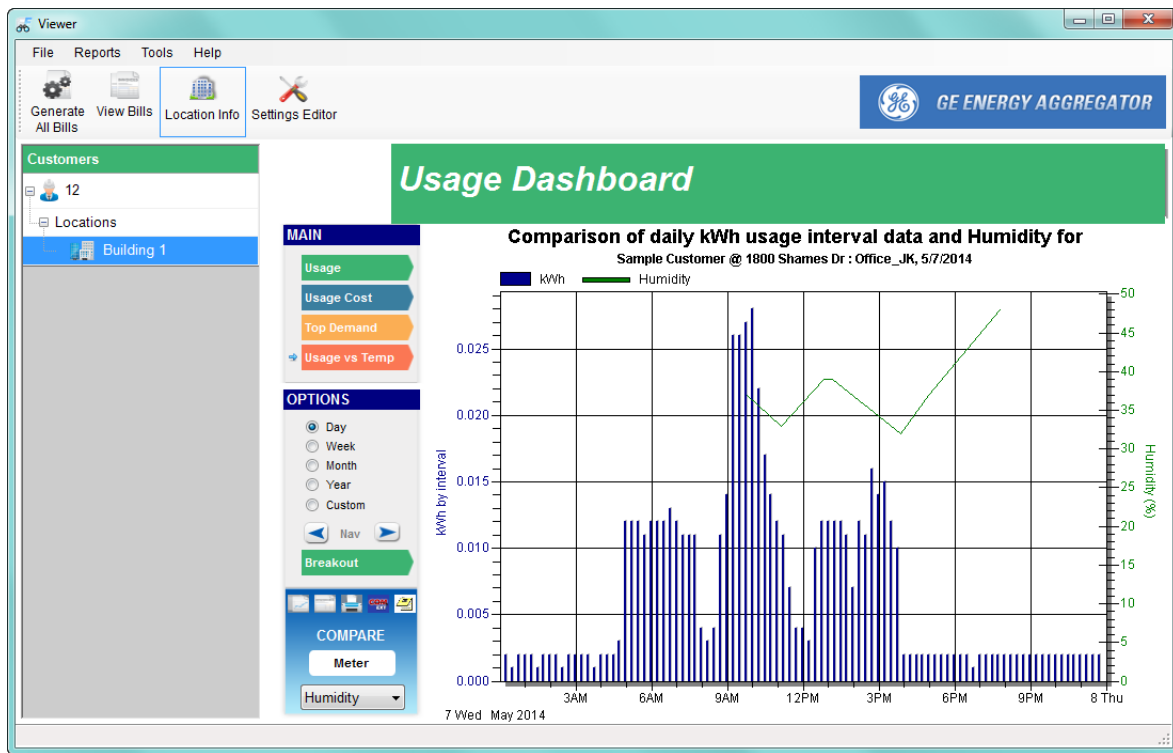 Viewer
File Reports Tools Help
Generate All Bills
View Bills
Location Info
Settings Editor
GE ENERGY AGGREGATOR
Customers
12
Locations
Building 1
Usage Dashboard
MAIN
Usage
Usage Cost
Top Demand
Usage vs Temp
OPTIONS
Day
Week
Month
Year
Custom
Nav
Breakout
COMPARE
Meter
Humidity
Comparison of daily kWh usage interval data and Humidity for
Sample Customer @ 1800 Shames Dr : Office_JK, 5/7/2014
kWh Humidity
kWh by interval
0.025
0.020
0.015
0.010
0.005
0.000
50
45
40
35
30
25
20
15
10
5
0
Humidity (%)
3AM 6AM 9AM 12PM 3PM 6PM 9PM 8 Thu
7 Wed May 2014